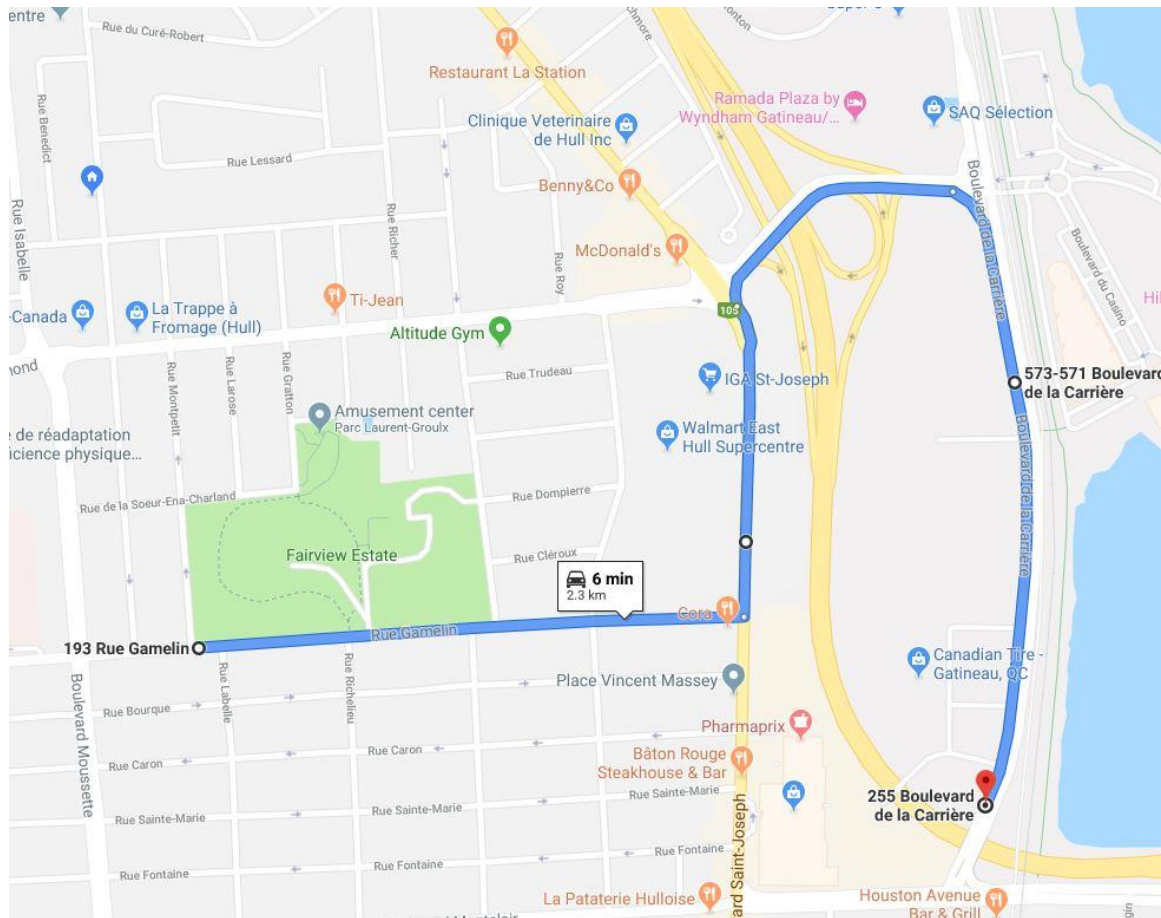 entre
Rue du Curé-Robert
Restaurant La Station
Ramada Plaza by
Wyndham Gatineau/...
SAQ Sélection
Clinique Veterinaire
de Hull Inc
Rue Benedict
Rue Lessard
Benny&Co
Boulevard de la Carrière
Rue Isabelle
Rue Richer
Rue Roy
McDonald's
Boulevard du Casino
Hil
-Canada
La Trappe à
Fromage (Hull)
Ti-Jean
105
Altitude Gym
mond
Rue Montpetit
Rue Larose
Rue Gratton
Rue Trudeau
IGA St-Joseph
573-571 Boulevard
de la Carrière
Amusement center
Parc Laurent-Groulx
Walmart East
Hull Supercentre
e de réadaptation
icience physique...
Boulevard de la Carrière
Rue de la Soeur-Ena-Charland
Rue Dompierre
Fairview Estate
Rue Cléroux
6 min
2.3 km
Cora
193 Rue Gamelin
Rue Gamelin
Boulevard Moussette
Rue Labelle
Rue Richelieu
Place Vincent Massey
Canadian Tire -
Gatineau, QC
Rue Bourque
Pharmaprix
Rue Caron
Rue Caron
Bâton Rouge
Steakhouse & Bar
Rue Sainte-Marie
Rue Sainte-Marie
255 Boulevard
de la Carrière
ard Saint-Joseph
Rue Fontaine
Rue Fontaine
La Pataterie Hulloise
Houston Avenue
Bar & Grill